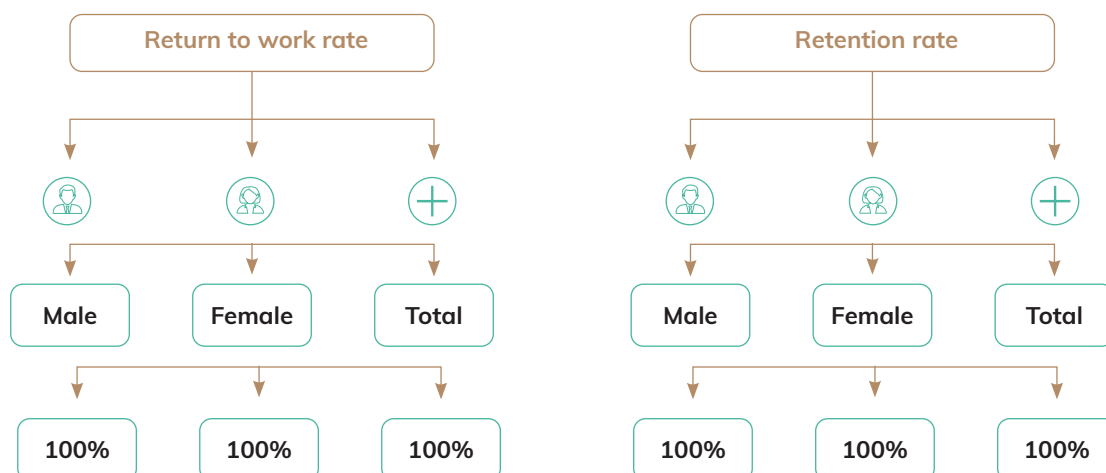 Return to work rate
Male
Female
Total
100%
100%
100%
Retention rate
Male
Female
Total
100%
100%
100%